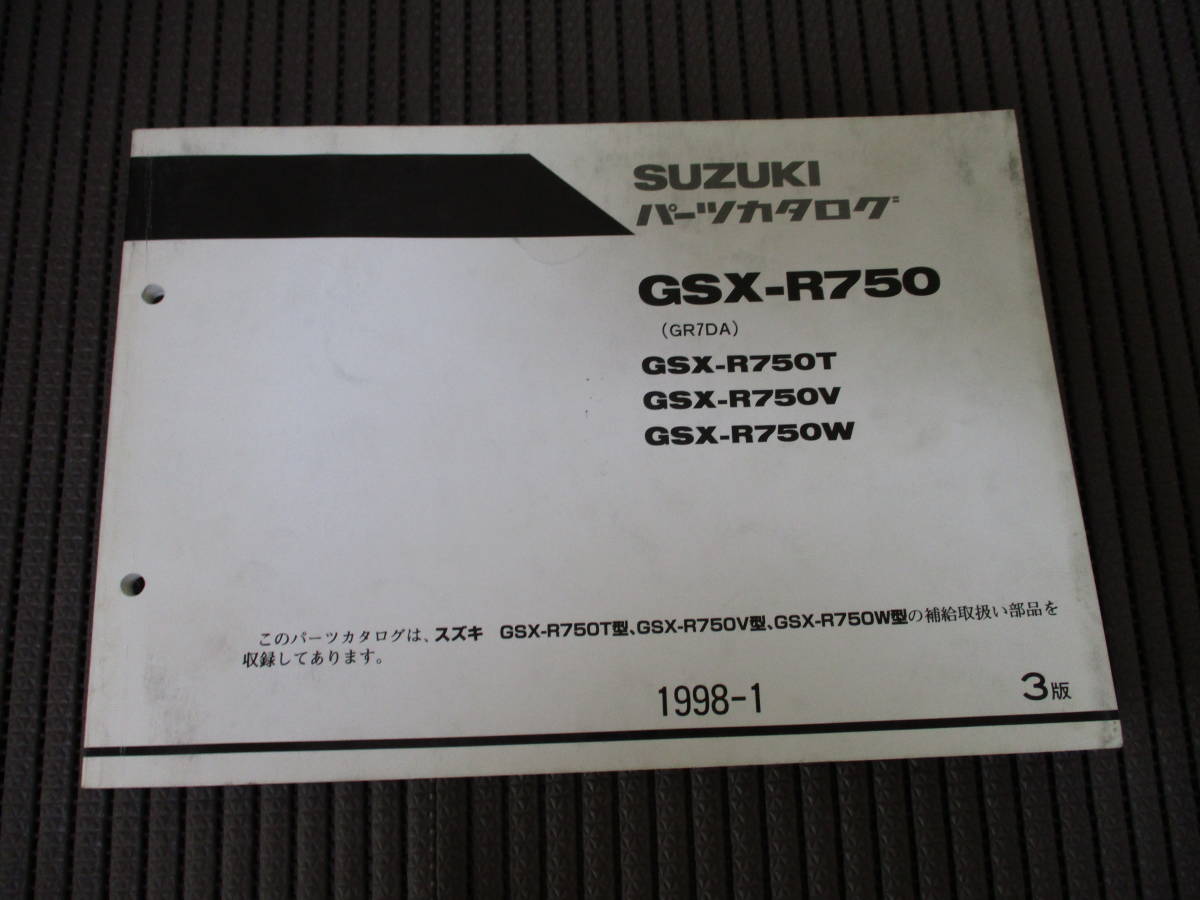 SUZUKI
パーツカタログ
GSX-R750
(GR7DA)
GSX-R750T
GSX-R750V
GSX-R750W
このパーツカタログは、スズキ GSX-R750T型、GSX-R750V型、GSX-R750W型の補給取扱い部品を
収録してあります。
1998-1
3版